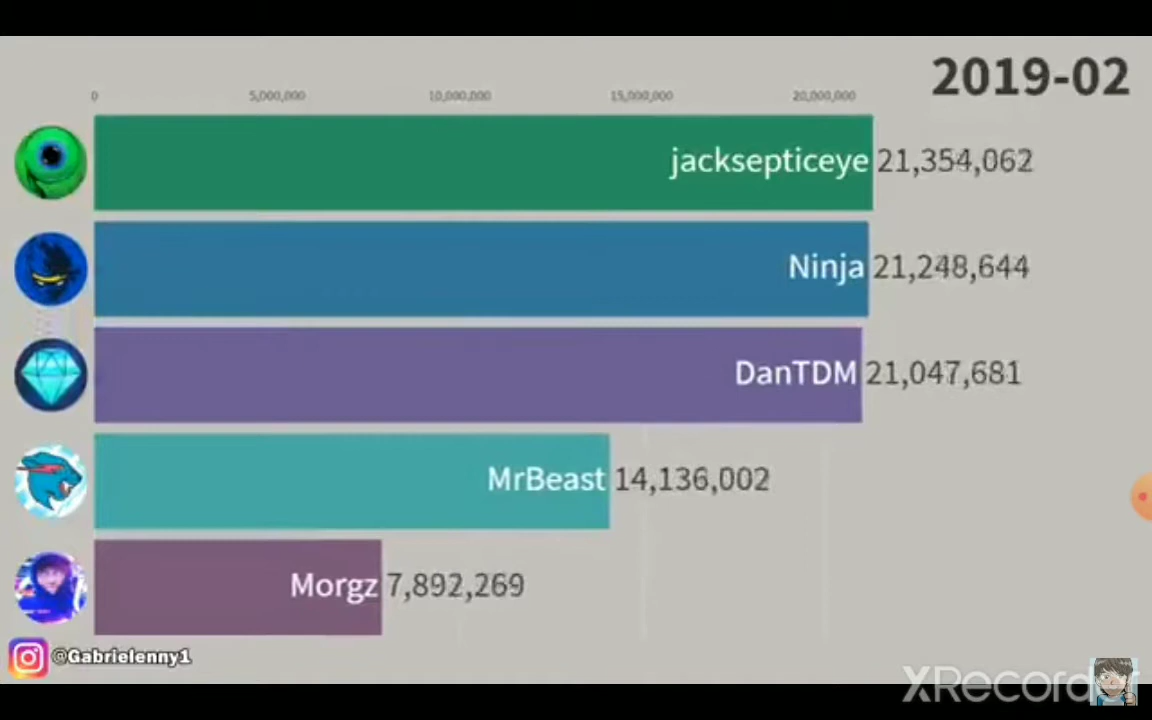 2019-02
0 5,000,000 10,000,000 15,000,000 20,000,000
jacksepticeye 21,354,062
Ninja 21,248,644
DanTDM 21,047,681
MrBeast 14,136,002
Morgz 7,892,269
@Gabrielenny1